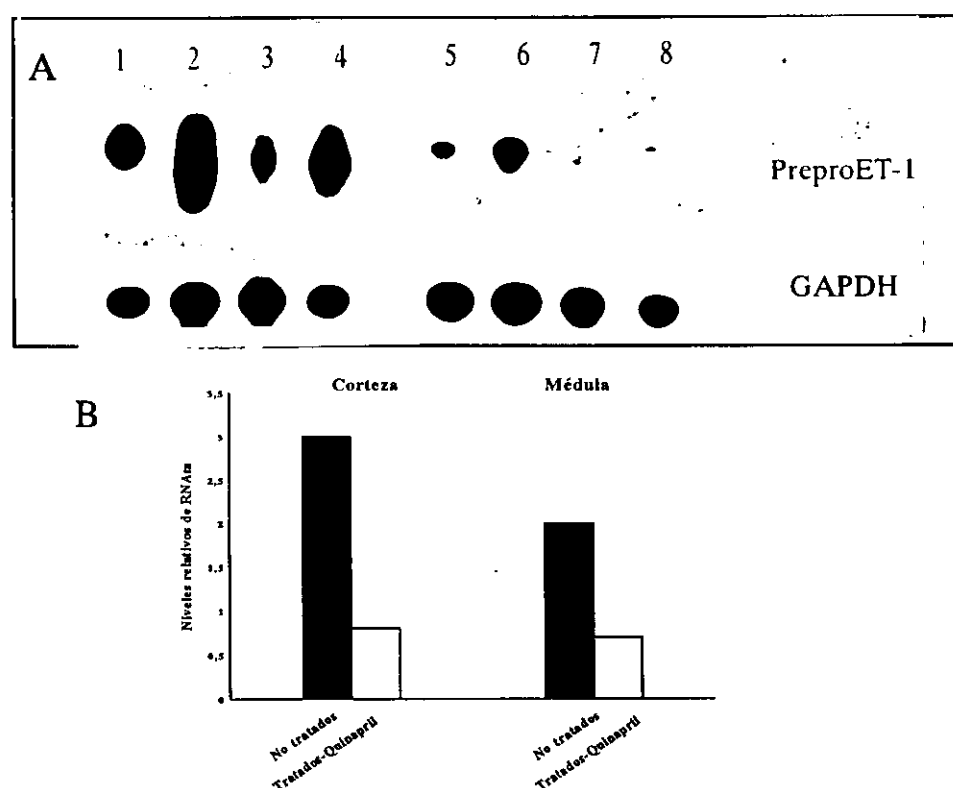 A
1 2 3 4 5 6 7 8
PreproET-1
GAPDH
B
Corteza Médula
Niveles relativos de RNAm
3,5
3
2,5
2
1,5
1
0,5
0
No tratados
Tratados-Quinapril
No tratados
Tratados-Quinapril